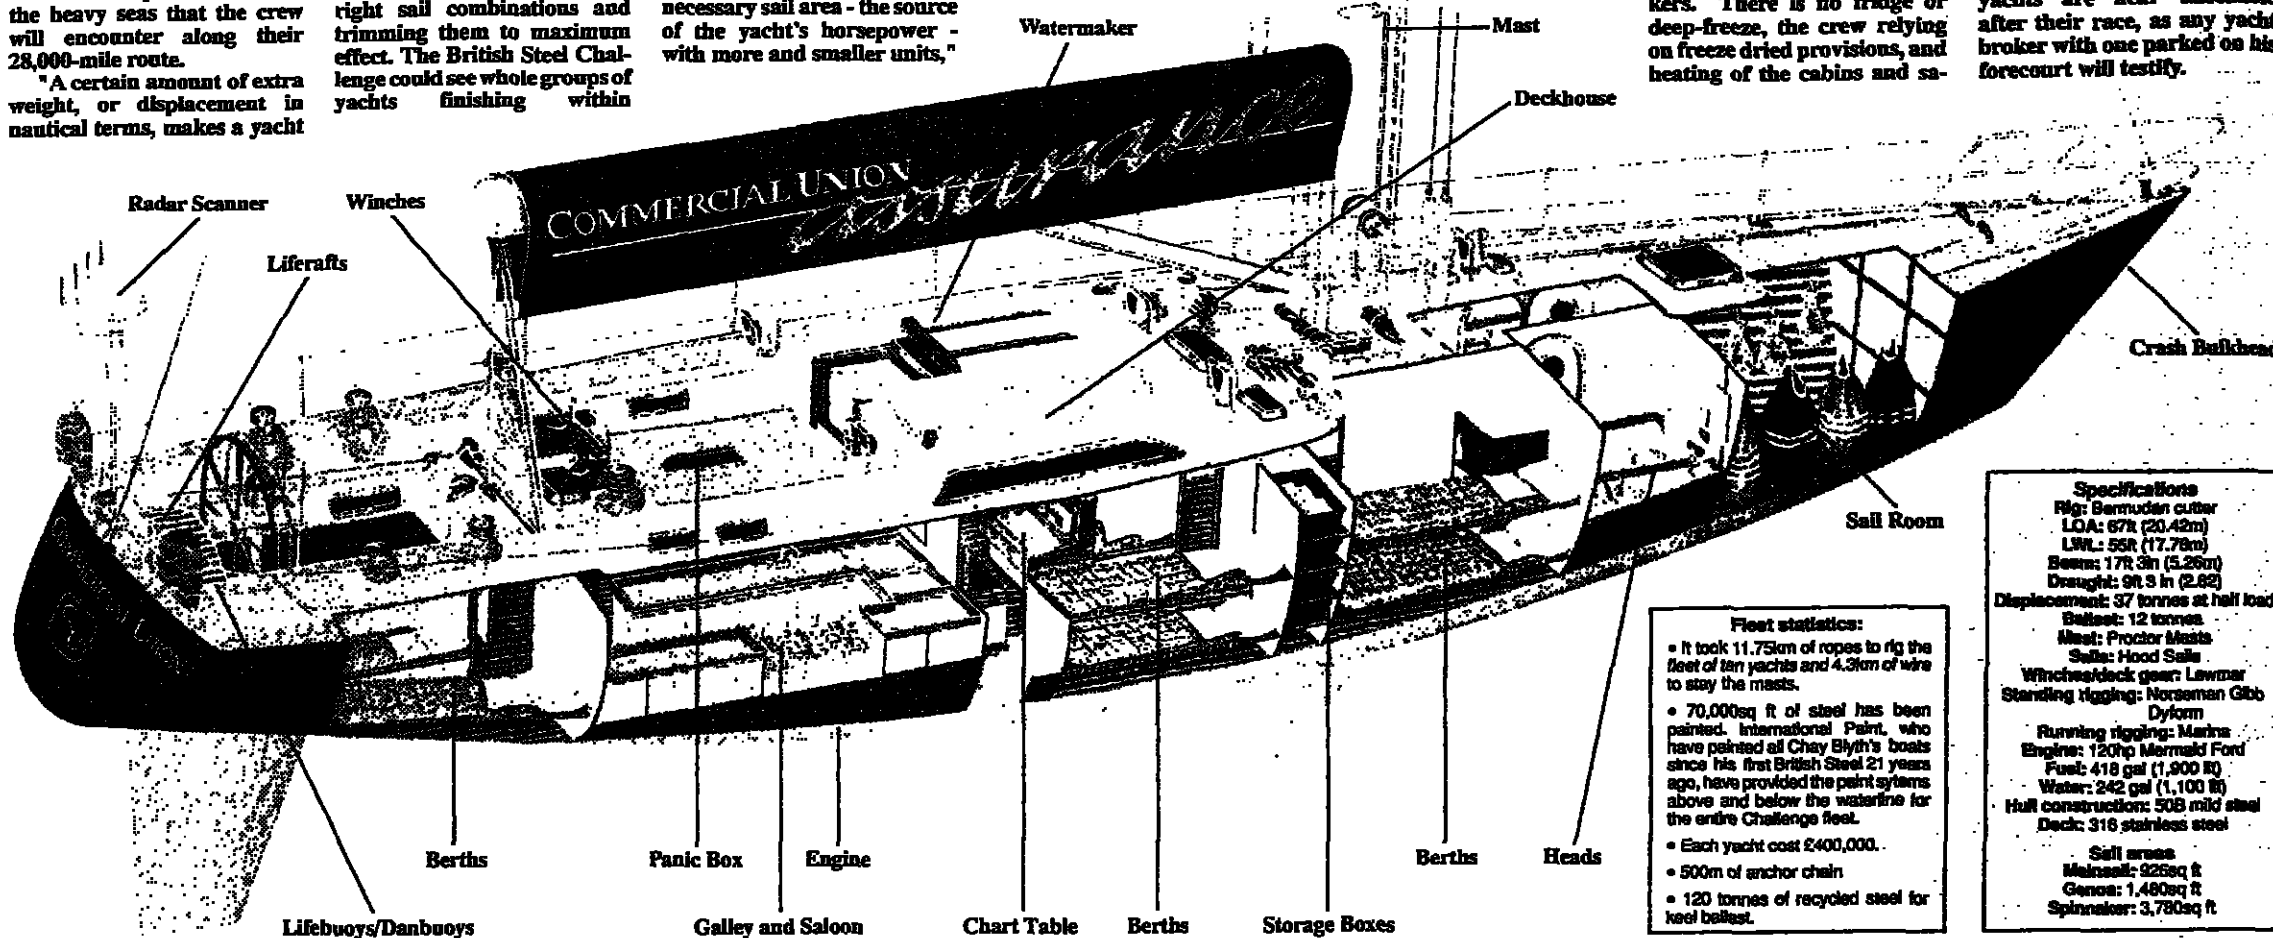 the heavy seas that the crew
will encounter along their
28,000-mile route.
"A certain amount of extra
weight, or displacement in
nautical terms, makes a yacht
right sail combinations and
trimming them to maximum
effect. The British Steel Chal-
lenge could see whole groups of
yachts finishing within
necessary sail area - the source
of the yacht's horsepower -
with more and smaller units,"
kers. There is no fridge or
deep-freeze, the crew relying
on freeze dried provisions, and
heating of the cabins and sa-
yachts are
after their race, as any yacht
broker with one parked on his
forecourt will testify.
Watermaker
Mast
Deckhouse
COMMERCIAL UNION
assurance
Radar Scanner
Winches
Liferafts
Crash Bulkhead
Sail Room
Berths
Panic Box
Engine
Berths
Heads
Lifebuoys/Danbuoys
Galley and Saloon
Chart Table
Berths
Storage Boxes
Fleet statistics:
• It took 11.75km of ropes to rig the
fleet of ten yachts and 4.3km of wire
to stay the masts.
• 70,000sq ft of steel has been
painted. International Paint, who
have painted all Chay Blyth's boats
since his first British Steel 21 years
ago, have provided the paint sytems
above and below the waterline for
the entire Challenge fleet.
• Each yacht cost £400,000.
• 500m of anchor chain
• 120 tonnes of recycled steel for
keel ballast.
Specifications
Rig: Bermudan cutter
LOA: 67ft (20.42m)
LWL: 55ft (17.76m)
Beam: 17ft 3in (5.26m)
Draught: 9ft 3 in (2.82)
Displacement: 37 tonnes at half load
Ballast: 12 tonnes
Mast: Proctor Masts
Sails: Hood Sails
Winches/deck gear: Lewmar
Standing rigging: Norseman Gibb
Dyform
Running rigging: Marina
Engine: 120hp Mermaid Ford
Fuel: 418 gal (1,900 lt)
Water: 242 gal (1,100 lt)
Hull construction: 50B mild steel
Deck: 316 stainless steel
Sail areas
Mainsail: 926sq ft
Genoa: 1,480sq ft
Spinnaker: 3,780sq ft